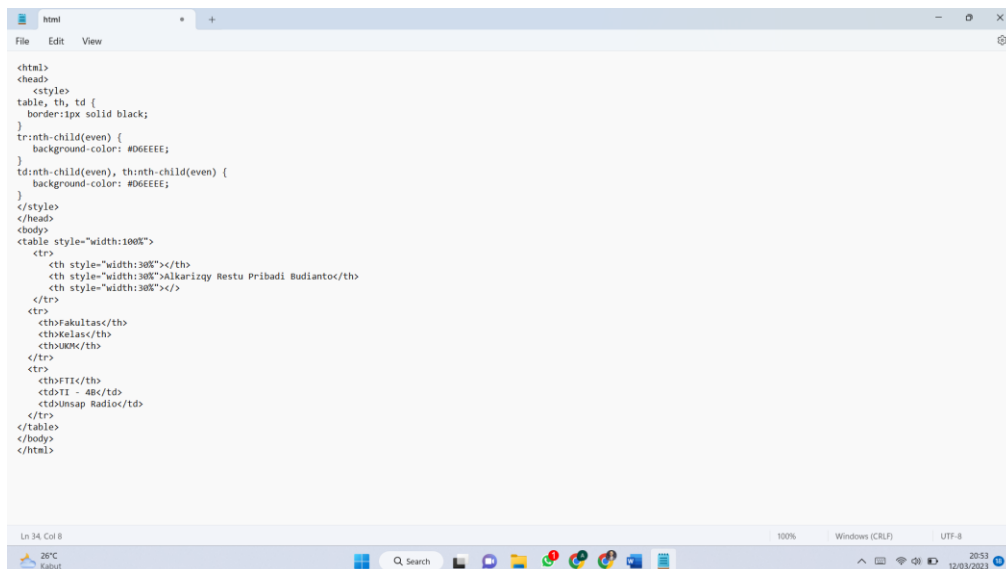 html
File Edit View
<html>
<head>
<style>
table, th, td {
border:1px solid black;
}
tr:nth-child(even) {
background-color: #D6EEEE;
}
td:nth-child(even), th:nth-child(even) {
background-color: #D6EEEE;
}
</style>
</head>
<body>
<table style="width:100%">
<tr>
<th style="width:30%"></th>
<th style="width:30%">Alkarizqy Restu Pribadi Budianto</th>
<th style="width:30%"></>
</tr>
<tr>
<th>Fakultas</th>
<th>Kelas</th>
<th>UKM</th>
</tr>
<tr>
<th>FTI</th>
<td>TI - 4B</td>
<td>Unsap Radio</td>
</tr>
</table>
</body>
</html>
Ln 34, Col 8 100% Windows (CRLF) UTF-8
26°C Search 1 20:53
Kabut 12/03/2023